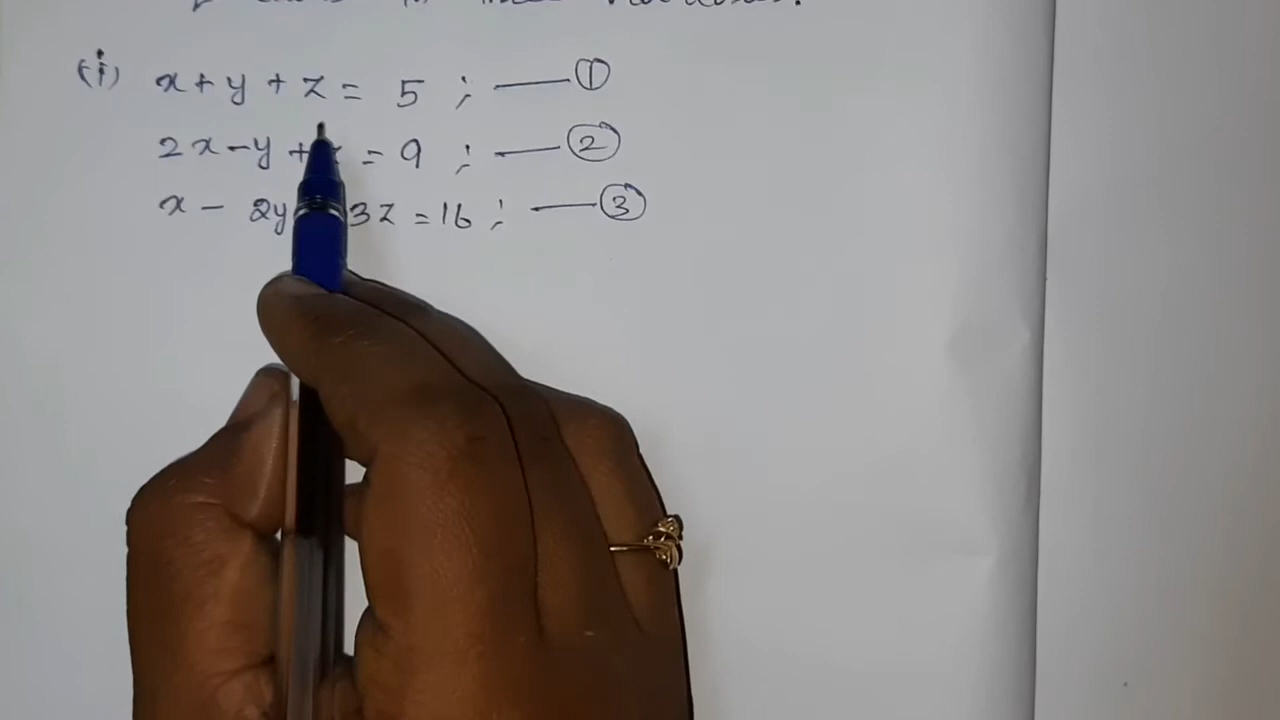 (i) x + y + z = 5 ; —— ①
2x - y + z = 9 ; —— ②
x - 2y 3z = 16 ; —— ③